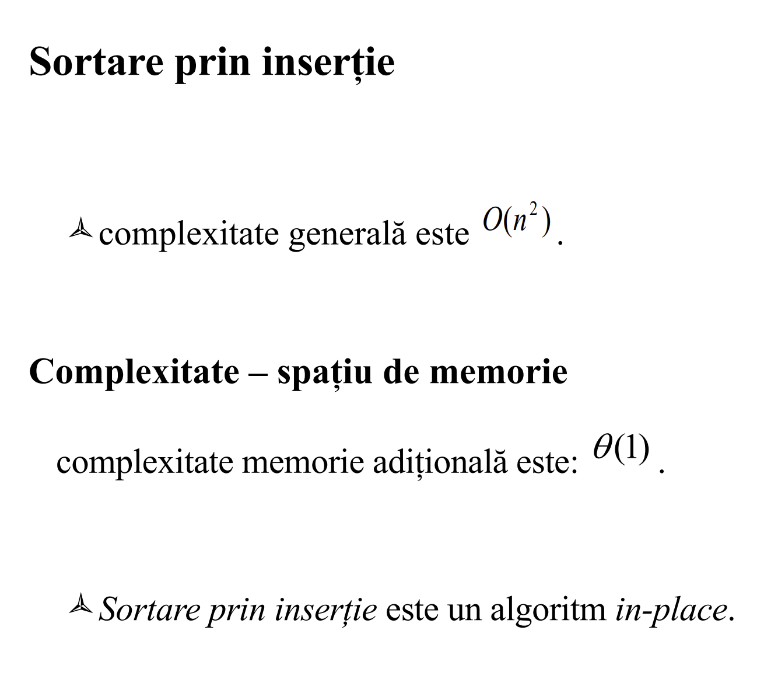 Sortare prin inserție
complexitate generală este O(n²).
Complexitate – spațiu de memorie
complexitate memorie adițională este: θ(1).
Sortare prin inserție este un algoritm in-place.